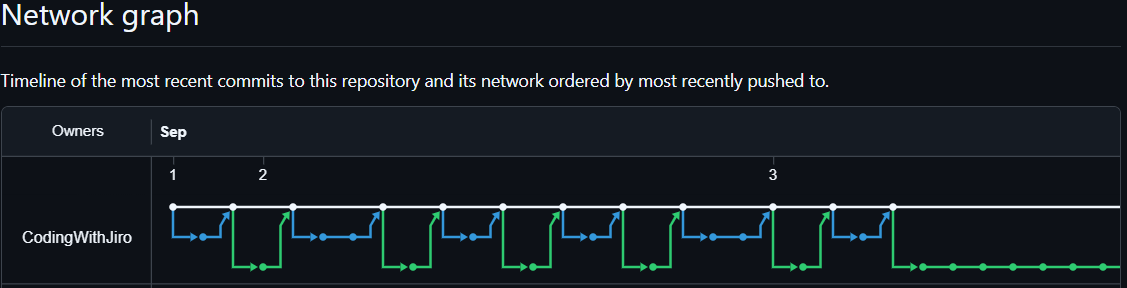 Network graph
Timeline of the most recent commits to this repository and its network ordered by most recently pushed to.
Owners Sep
1 2 3
CodingWithJiro